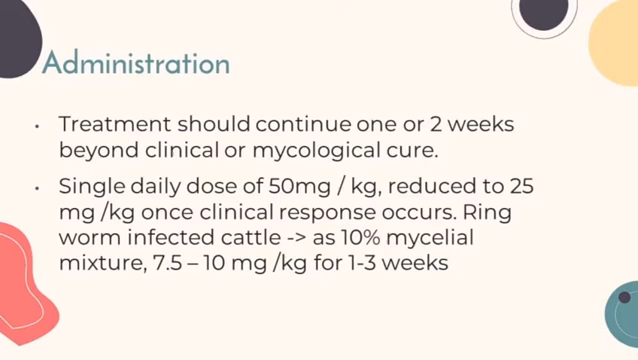 Administration
• Treatment should continue one or 2 weeks
beyond clinical or mycological cure.
• Single daily dose of 50mg / kg, reduced to 25
mg /kg once clinical response occurs. Ring
worm infected cattle -> as 10% mycelial
mixture, 7.5 – 10 mg /kg for 1-3 weeks